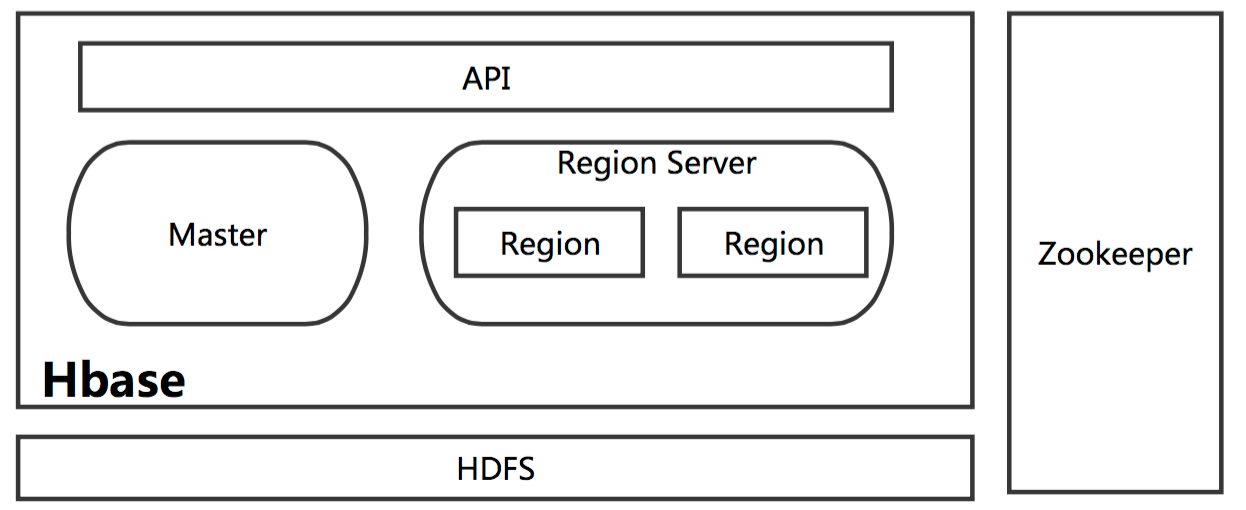 API
Region Server
Master
Region
Region
Zookeeper
Hbase
HDFS